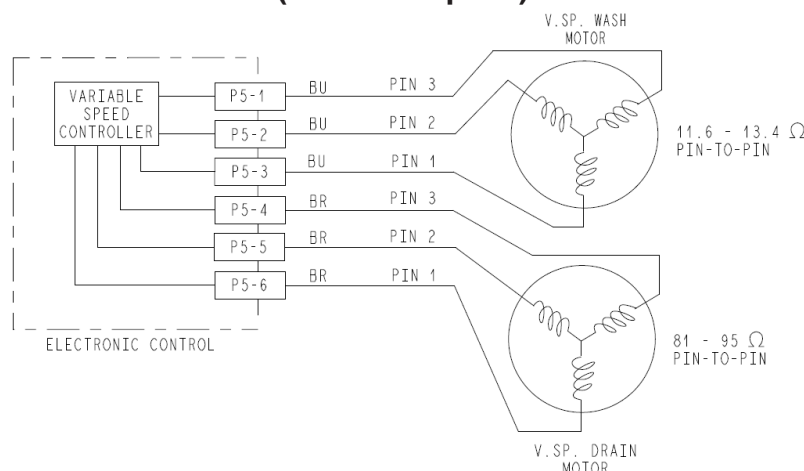 V.SP. WASH
MOTOR
VARIABLE
SPEED
CONTROLLER
P5-1 BU PIN 3
P5-2 BU PIN 2
P5-3 BU PIN 1
P5-4 BR PIN 3
P5-5 BR PIN 2
P5-6 BR PIN 1
11.6 - 13.4 Ω
PIN-TO-PIN
ELECTRONIC CONTROL
81 - 95 Ω
PIN-TO-PIN
V.SP. DRAIN
MOTOR